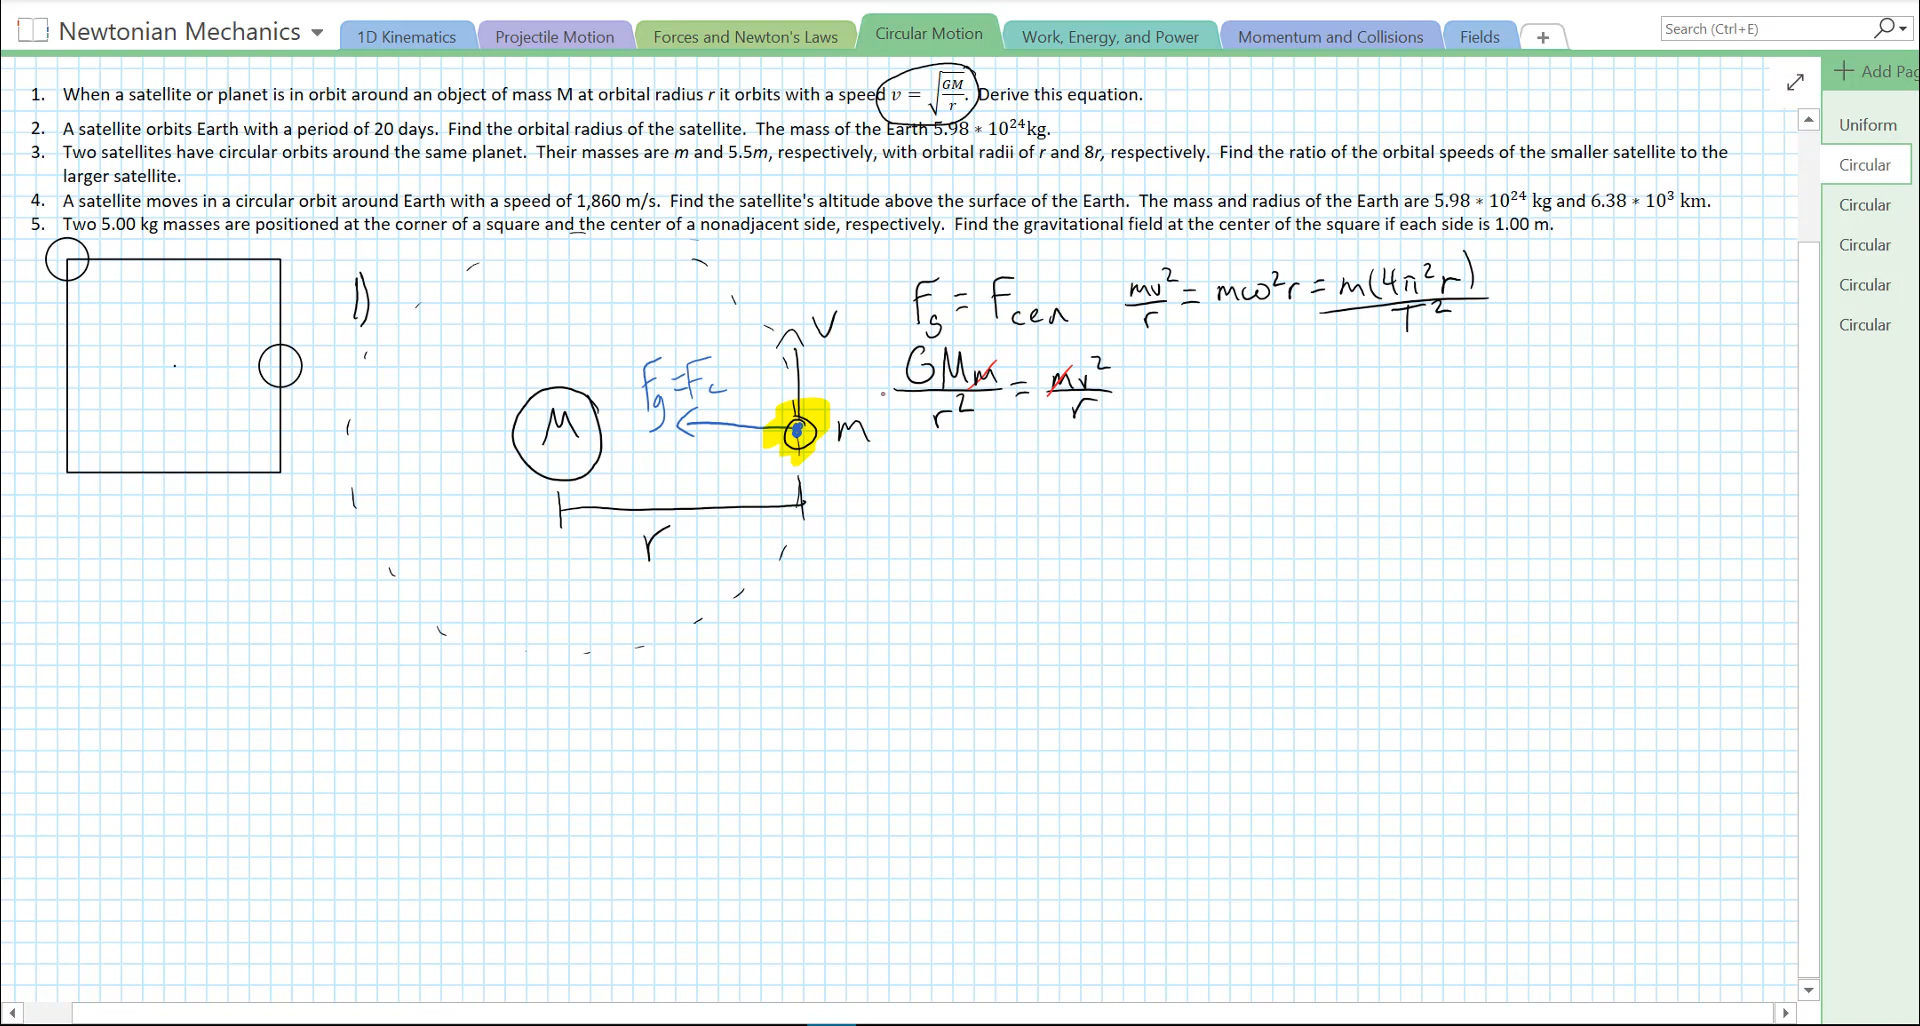 Newtonian Mechanics
1D Kinematics
Projectile Motion
Forces and Newton's Laws
Circular Motion
Work, Energy, and Power
Momentum and Collisions
Fields
+
Search (Ctrl+E)
Add Pag
Uniform
Circular
Circular
Circular
Circular
Circular
1. When a satellite or planet is in orbit around an object of mass M at orbital radius r it orbits with a speed v = √(GM/r). Derive this equation.
2. A satellite orbits Earth with a period of 20 days. Find the orbital radius of the satellite. The mass of the Earth 5.98 * 10²⁴kg.
3. Two satellites have circular orbits around the same planet. Their masses are m and 5.5m, respectively, with orbital radii of r and 8r, respectively. Find the ratio of the orbital speeds of the smaller satellite to the
larger satellite.
4. A satellite moves in a circular orbit around Earth with a speed of 1,860 m/s. Find the satellite's altitude above the surface of the Earth. The mass and radius of the Earth are 5.98 * 10²⁴ kg and 6.38 * 10³ km.
5. Two 5.00 kg masses are positioned at the corner of a square and the center of a nonadjacent side, respectively. Find the gravitational field at the center of the square if each side is 1.00 m.
1)
v
Fg = Fc
M
m
r
Fg = Fcen
mv²/r = mω²r = m(4π²r)/T²
GMm/r² = mv²/r